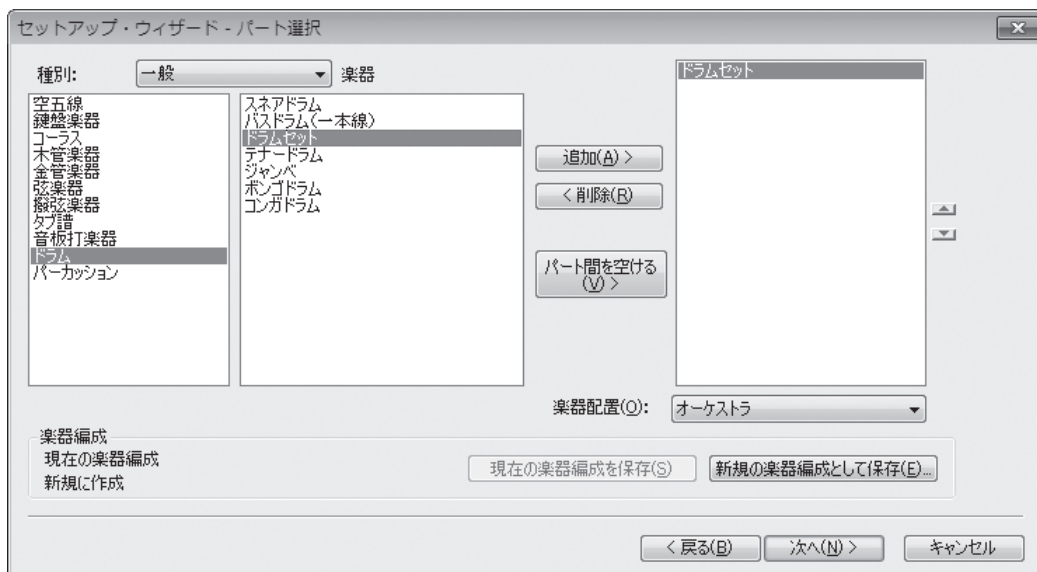 セットアップ・ウィザード - パート選択
種別:
一般
楽器
空五線
鍵盤楽器
コーラス
木管楽器
金管楽器
弦楽器
撥弦楽器
タブ譜
音板打楽器
ドラム
パーカッション
スネアドラム
バスドラム(一本線)
ドラムセット
テナードラム
ジャンベ
ボンゴドラム
コンガドラム
追加(A) >
< 削除(R)
パート間を空ける
(V) >
ドラムセット
楽器配置(O):
オーケストラ
楽器編成
現在の楽器編成
新規に作成
現在の楽器編成を保存(S)
新規の楽器編成として保存(E)...
< 戻る(B)
次へ(N) >
キャンセル